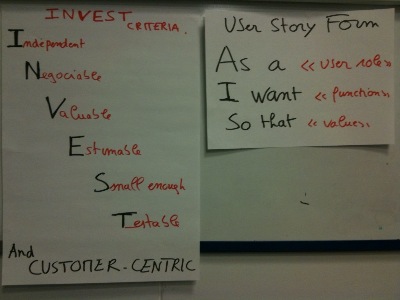 INVEST
CRITERIA.
Independent
Negociable
Valuable
Estimable
Small enough
Testable
And
CUSTOMER-CENTRIC
User Story Form
As a « user role»
I want « function»
So that « value»